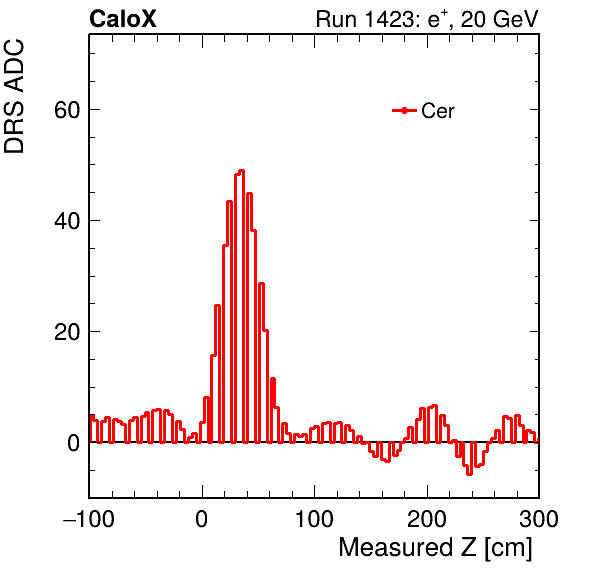 CaloX
Run 1423: e⁺, 20 GeV
DRS ADC
Cer
60
40
20
0
−100 0 100 200 300
Measured Z [cm]